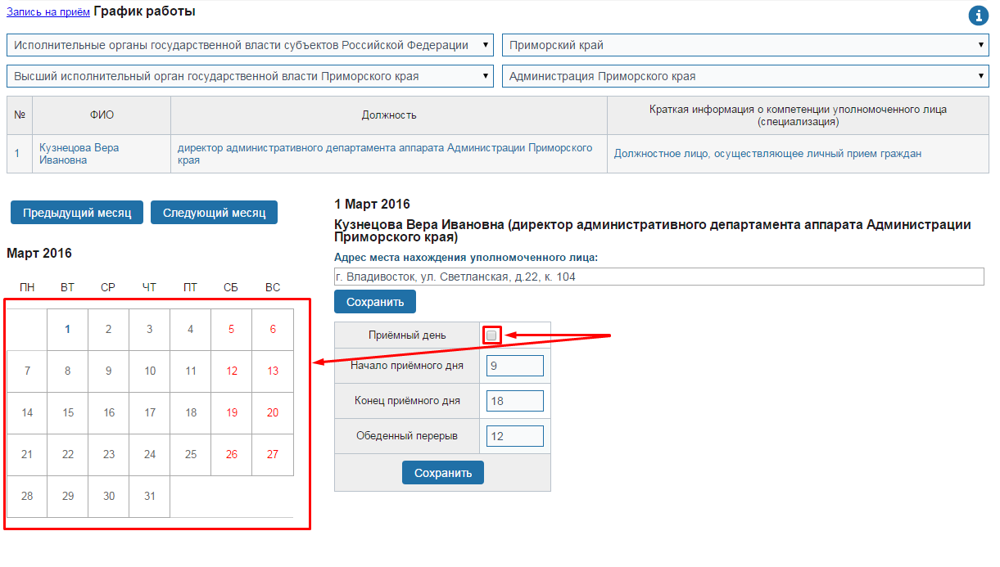 Запись на приём График работы
Исполнительные органы государственной власти субъектов Российской Федерации
Приморский край
Высший исполнительный орган государственной власти Приморского края
Администрация Приморского края
№
ФИО
Должность
Краткая информация о компетенции уполномоченного лица
(специализация)
1
Кузнецова Вера
Ивановна
директор административного департамента аппарата Администрации Приморского
края
Должностное лицо, осуществляющее личный прием граждан
Предыдущий месяц
Следующий месяц
Март 2016
ПН ВТ СР ЧТ ПТ СБ ВС
1 2 3 4 5 6
7 8 9 10 11 12 13
14 15 16 17 18 19 20
21 22 23 24 25 26 27
28 29 30 31
1 Март 2016
Кузнецова Вера Ивановна (директор административного департамента аппарата Администрации
Приморского края)
Адрес места нахождения уполномоченного лица:
г. Владивосток, ул. Светланская, д.22, к. 104
Сохранить
Приёмный день
Начало приёмного дня 9
Конец приёмного дня 18
Обеденный перерыв 12
Сохранить